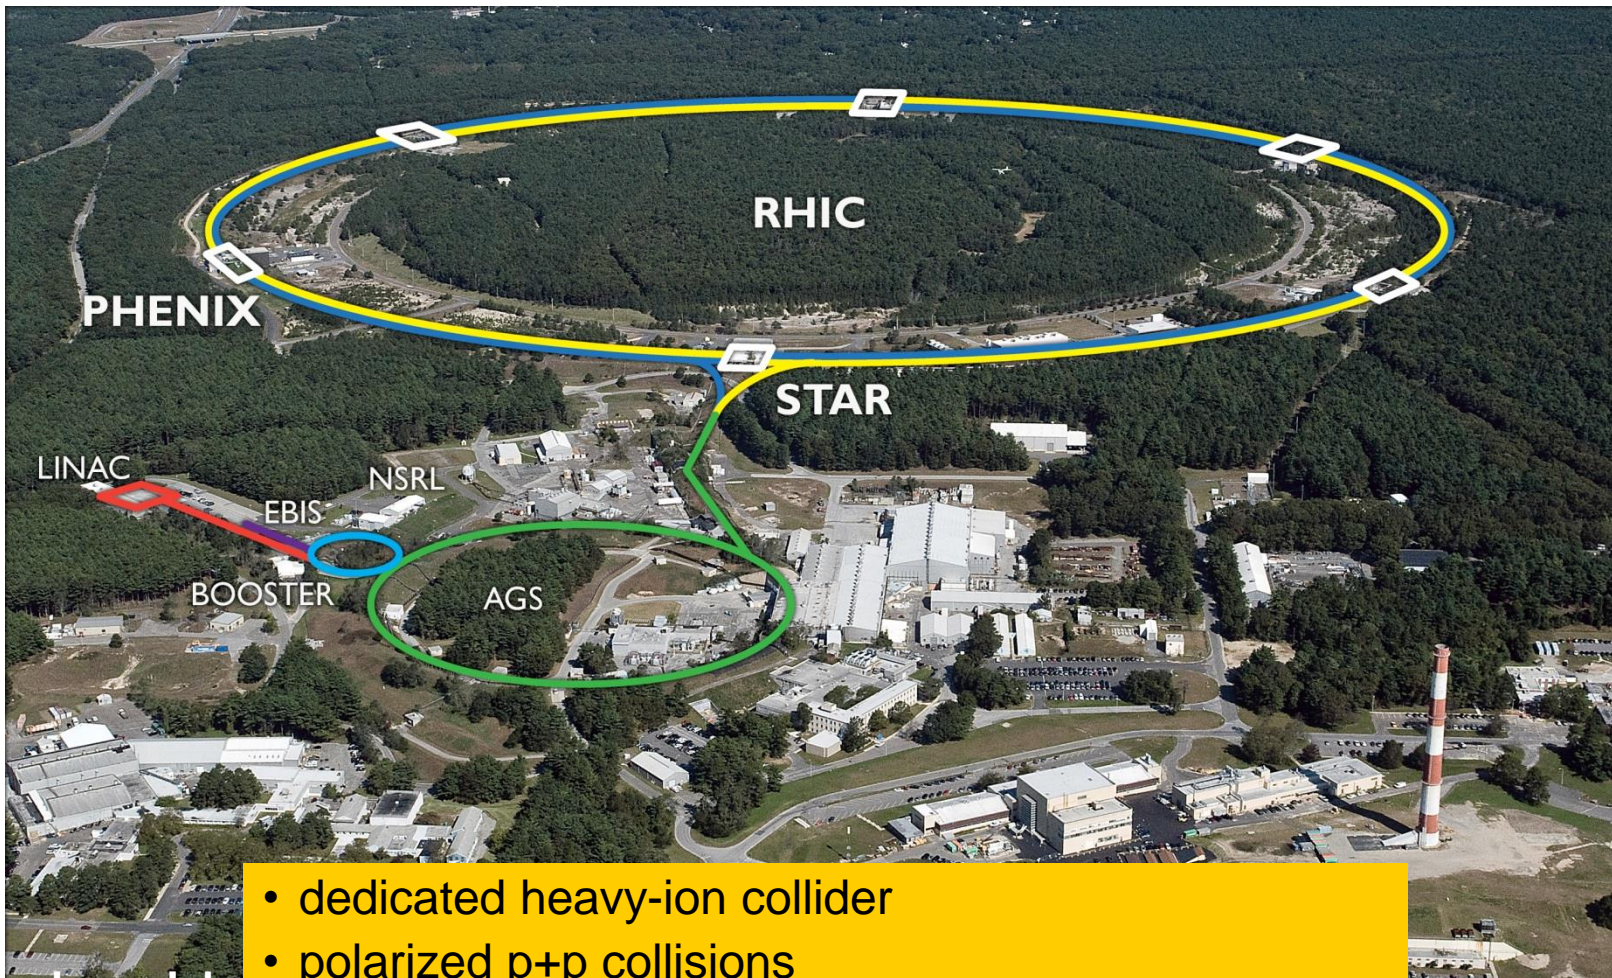 RHIC
PHENIX
STAR
LINAC
NSRL
EBIS
BOOSTER
AGS
• dedicated heavy-ion collider
• polarized p+p collisions